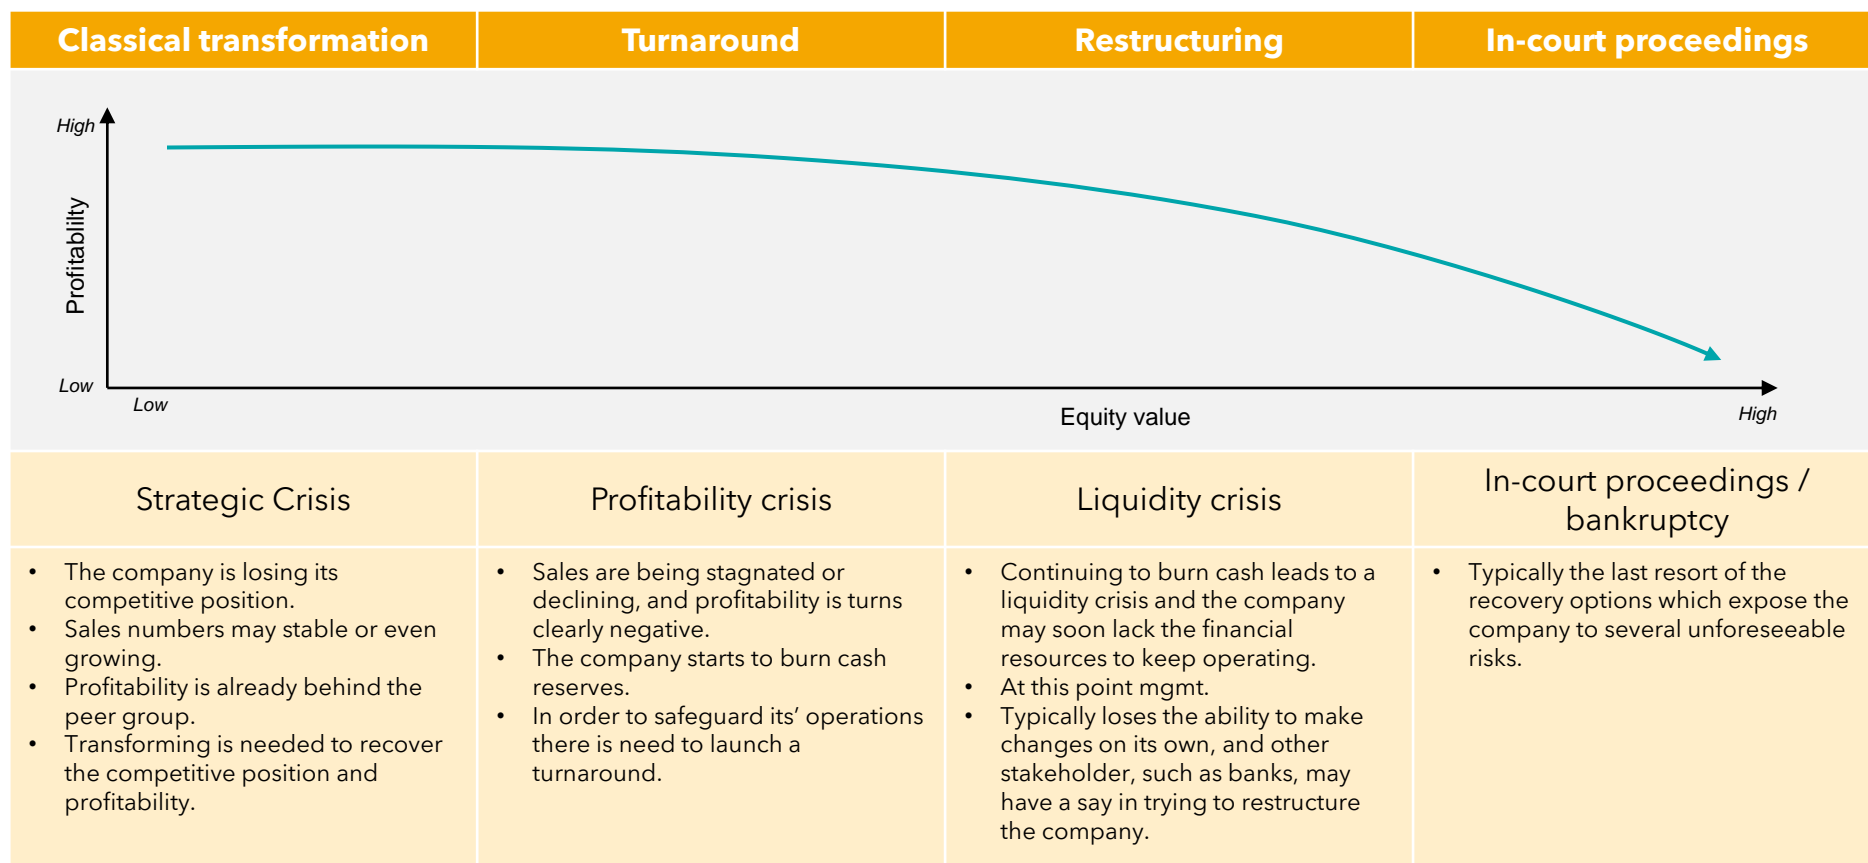 Classical transformation
Turnaround
Restructuring
In-court proceedings
High
Profitabilty
Low
Low
Equity value
High
Strategic Crisis
Profitability crisis
Liquidity crisis
In-court proceedings /
bankruptcy
• The company is losing its
competitive position.
• Sales numbers may stable or even
growing.
• Profitability is already behind the
peer group.
• Transforming is needed to recover
the competitive position and
profitability.
• Sales are being stagnated or
declining, and profitability is turns
clearly negative.
• The company starts to burn cash
reserves.
• In order to safeguard its’ operations
there is need to launch a
turnaround.
• Continuing to burn cash leads to a
liquidity crisis and the company
may soon lack the financial
resources to keep operating.
• At this point mgmt.
• Typically loses the ability to make
changes on its own, and other
stakeholder, such as banks, may
have a say in trying to restructure
the company.
• Typically the last resort of the
recovery options which expose the
company to several unforeseeable
risks.